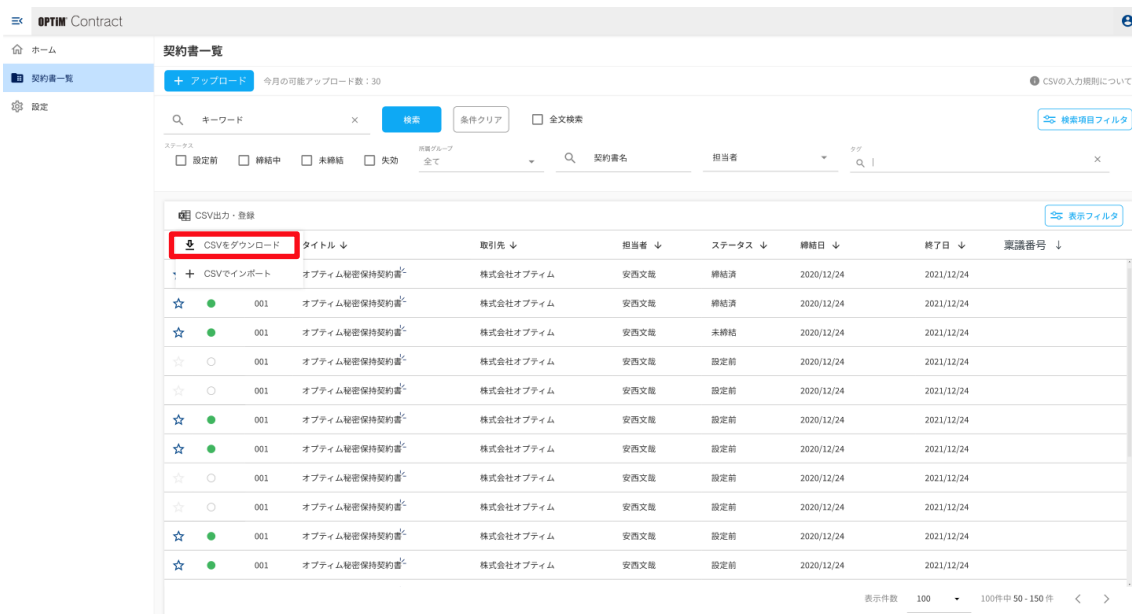 OPTiM Contract
ホーム
契約書一覧
設定
契約書一覧
+ アップロード 今月の可能アップロード数：30 CSVの入力規則について
キーワード × 検索 条件クリア 全文検索 検索項目フィルタ
ステータス 所属グループ タグ
設定前 締結中 未締結 失効 全て 契約書名 担当者 ×
CSV出力・登録 表示フィルタ
CSVをダウンロード タイトル ↓ 取引先 ↓ 担当者 ↓ ステータス ↓ 締結日 ↓ 終了日 ↓ 稟議番号 ↓
+ CSVでインポート オプティム秘密保持契約書 株式会社オプティム 安西文哉 締結済 2020/12/24 2021/12/24
001 オプティム秘密保持契約書 株式会社オプティム 安西文哉 締結済 2020/12/24 2021/12/24
001 オプティム秘密保持契約書 株式会社オプティム 安西文哉 未締結 2020/12/24 2021/12/24
001 オプティム秘密保持契約書 株式会社オプティム 安西文哉 設定前 2020/12/24 2021/12/24
001 オプティム秘密保持契約書 株式会社オプティム 安西文哉 設定前 2020/12/24 2021/12/24
001 オプティム秘密保持契約書 株式会社オプティム 安西文哉 設定前 2020/12/24 2021/12/24
001 オプティム秘密保持契約書 株式会社オプティム 安西文哉 設定前 2020/12/24 2021/12/24
001 オプティム秘密保持契約書 株式会社オプティム 安西文哉 設定前 2020/12/24 2021/12/24
001 オプティム秘密保持契約書 株式会社オプティム 安西文哉 設定前 2020/12/24 2021/12/24
001 オプティム秘密保持契約書 株式会社オプティム 安西文哉 設定前 2020/12/24 2021/12/24
001 オプティム秘密保持契約書 株式会社オプティム 安西文哉 設定前 2020/12/24 2021/12/24
表示件数 100 100件中 50 - 150 件